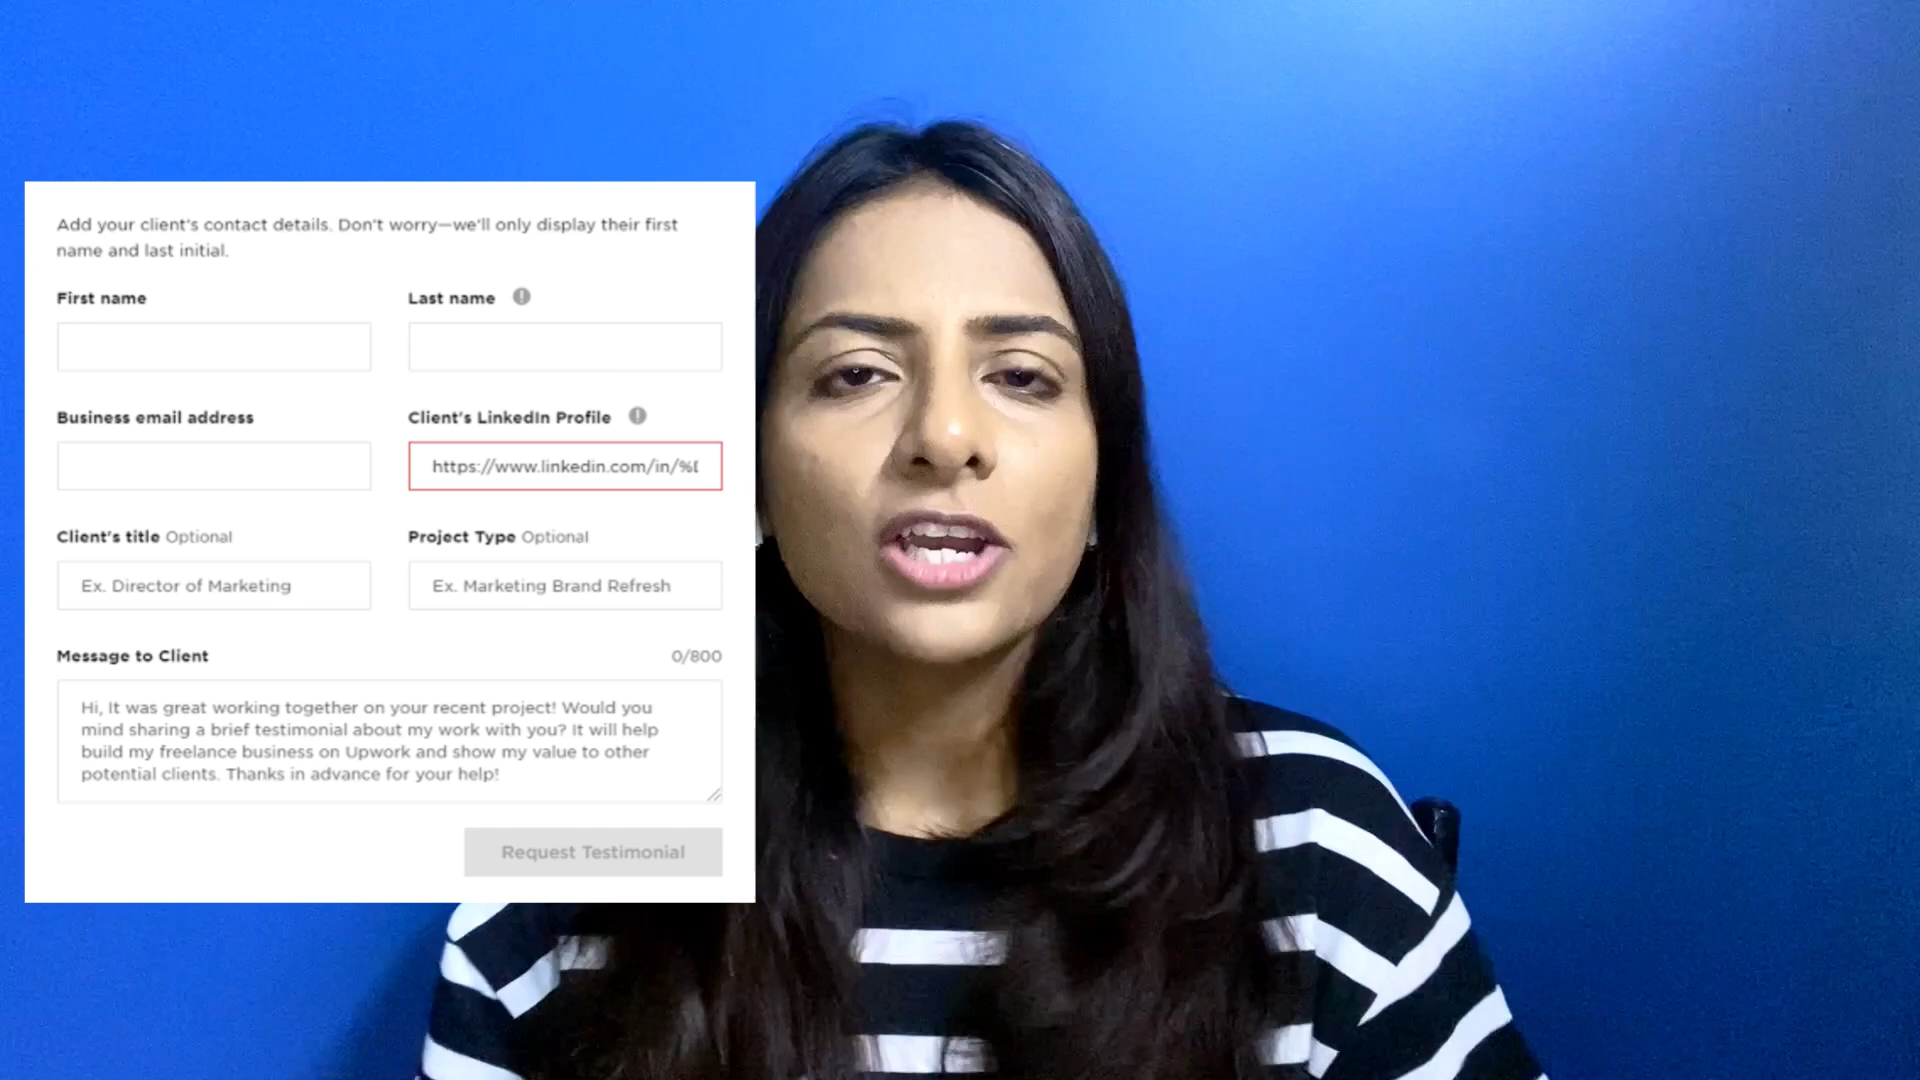 Add your client's contact details. Don't worry—we'll only display their first
name and last initial.
First name
Last name
Business email address
Client's LinkedIn Profile
https://www.linkedin.com/in/%
Client's title Optional
Project Type Optional
Ex. Director of Marketing
Ex. Marketing Brand Refresh
Message to Client
0/800
Hi, It was great working together on your recent project! Would you
mind sharing a brief testimonial about my work with you? It will help
build my freelance business on Upwork and show my value to other
potential clients. Thanks in advance for your help!
Request Testimonial